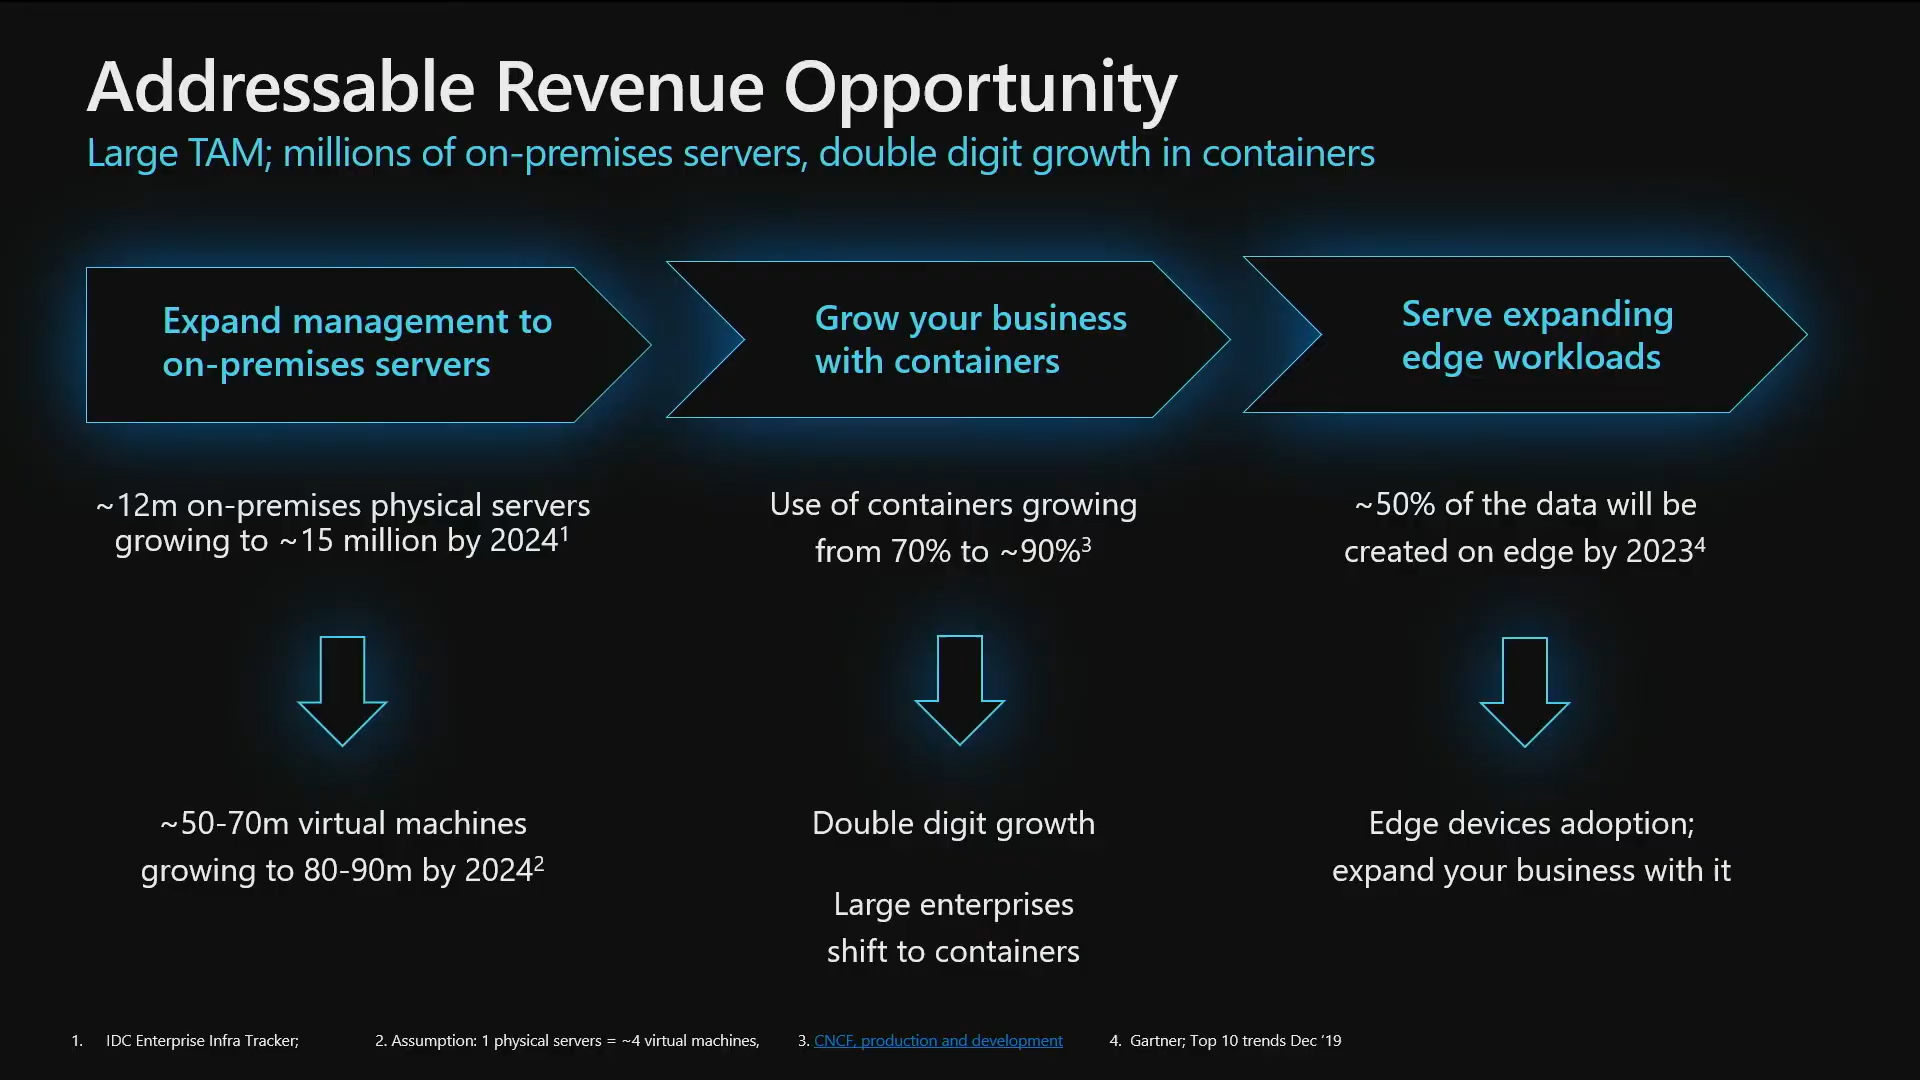 Addressable Revenue Opportunity
Large TAM; millions of on-premises servers, double digit growth in containers
Expand management to
on-premises servers
Grow your business
with containers
Serve expanding
edge workloads
~12m on-premises physical servers
growing to ~15 million by 2024¹
Use of containers growing
from 70% to ~90%³
~50% of the data will be
created on edge by 2023⁴
~50-70m virtual machines
growing to 80-90m by 2024²
Double digit growth
Large enterprises
shift to containers
Edge devices adoption;
expand your business with it
1. IDC Enterprise Infra Tracker; 2. Assumption: 1 physical servers = ~4 virtual machines, 3. CNCF, production and development 4. Gartner; Top 10 trends Dec '19